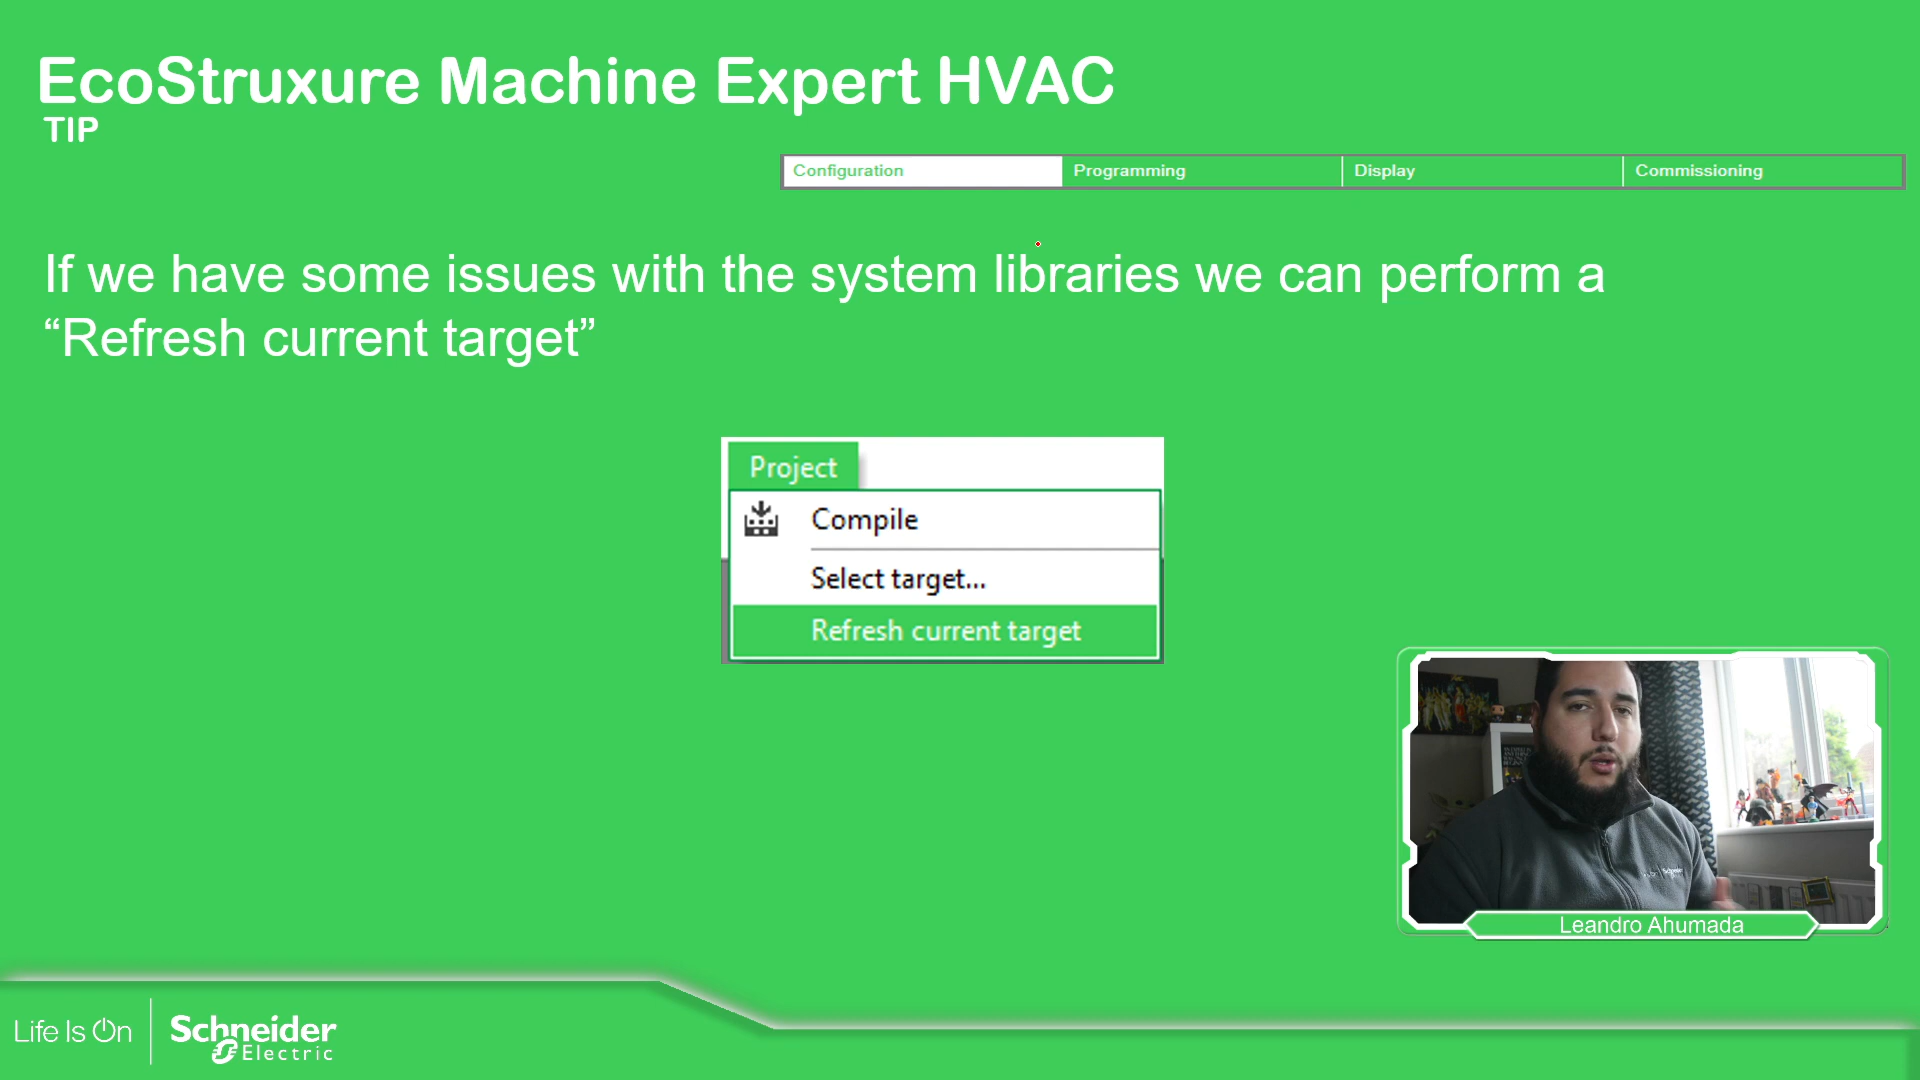 EcoStruxure Machine Expert HVAC
TIP
Configuration
Programming
Display
Commissioning
If we have some issues with the system libraries we can perform a
“Refresh current target”
Project
Compile
Select target...
Refresh current target
Leandro Ahumada
Life Is On
Schneider
Electric